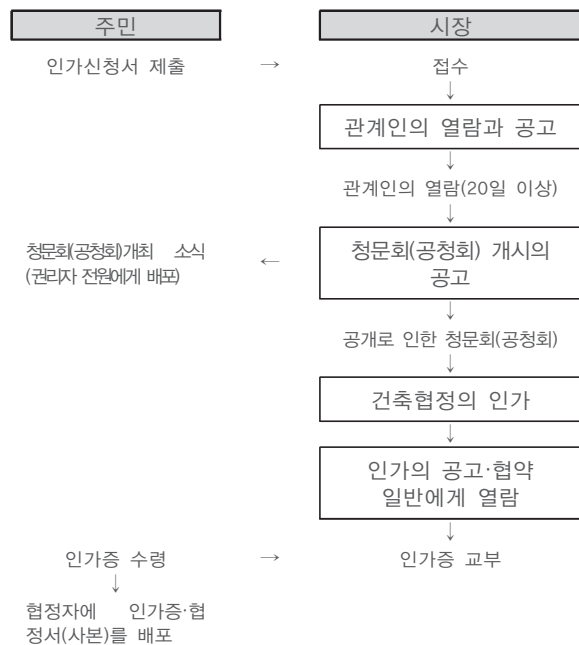 주민 시장
인가신청서 제출 → 접수
↓
관계인의 열람과 공고
↓
관계인의 열람(20일 이상)
↓
청문회(공청회)개최 소식
(권리자 전원에게 배포)
←
청문회(공청회) 개시의
공고
↓
공개로 인한 청문회(공청회)
↓
건축협정의 인가
↓
인가의 공고·협약
일반에게 열람
↓
인가증 수령 → 인가증 교부
↓
협정자에 인가증·협
정서(사본)를 배포